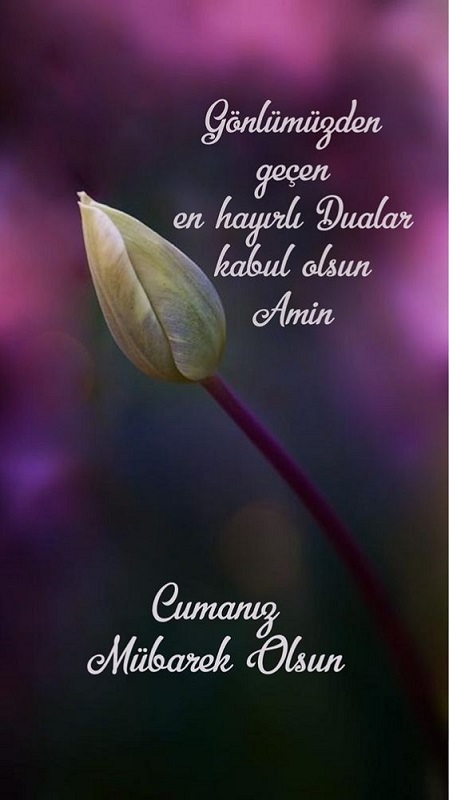 Gönlümüzden
geçen
en hayırlı Dualar
kabul olsun
Amin
Cumanız
Mübarek Olsun